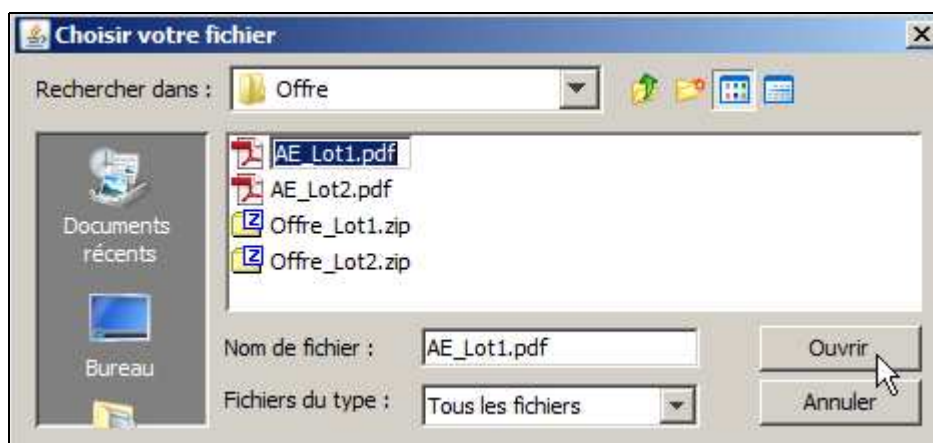 Choisir votre fichier
Rechercher dans :
Offre
Documents
récents
Bureau
AE_Lot1.pdf
AE_Lot2.pdf
Offre_Lot1.zip
Offre_Lot2.zip
Nom de fichier :
AE_Lot1.pdf
Ouvrir
Fichiers du type :
Tous les fichiers
Annuler